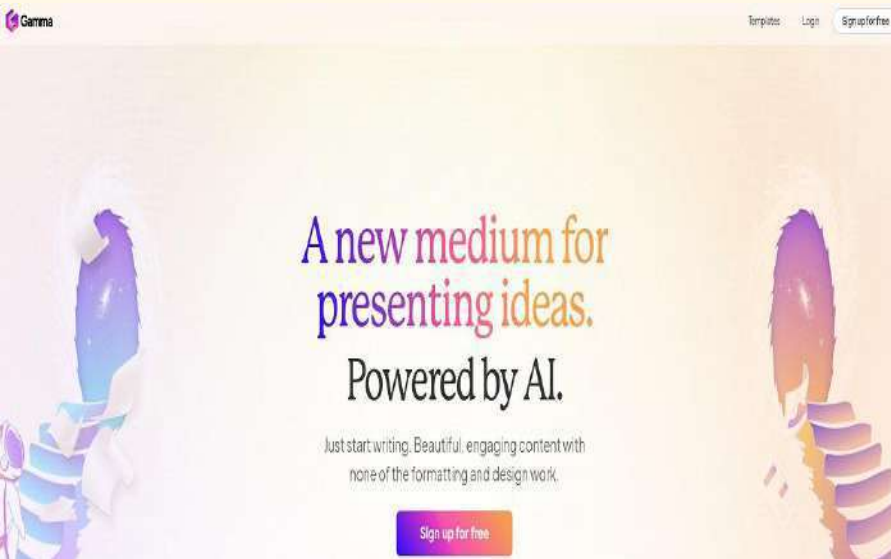 Gamma
Templates Login Sign up for free
A new medium for
presenting ideas.
Powered by AI.
Just start writing. Beautiful, engaging content with
none of the formatting and design work.
Sign up for free